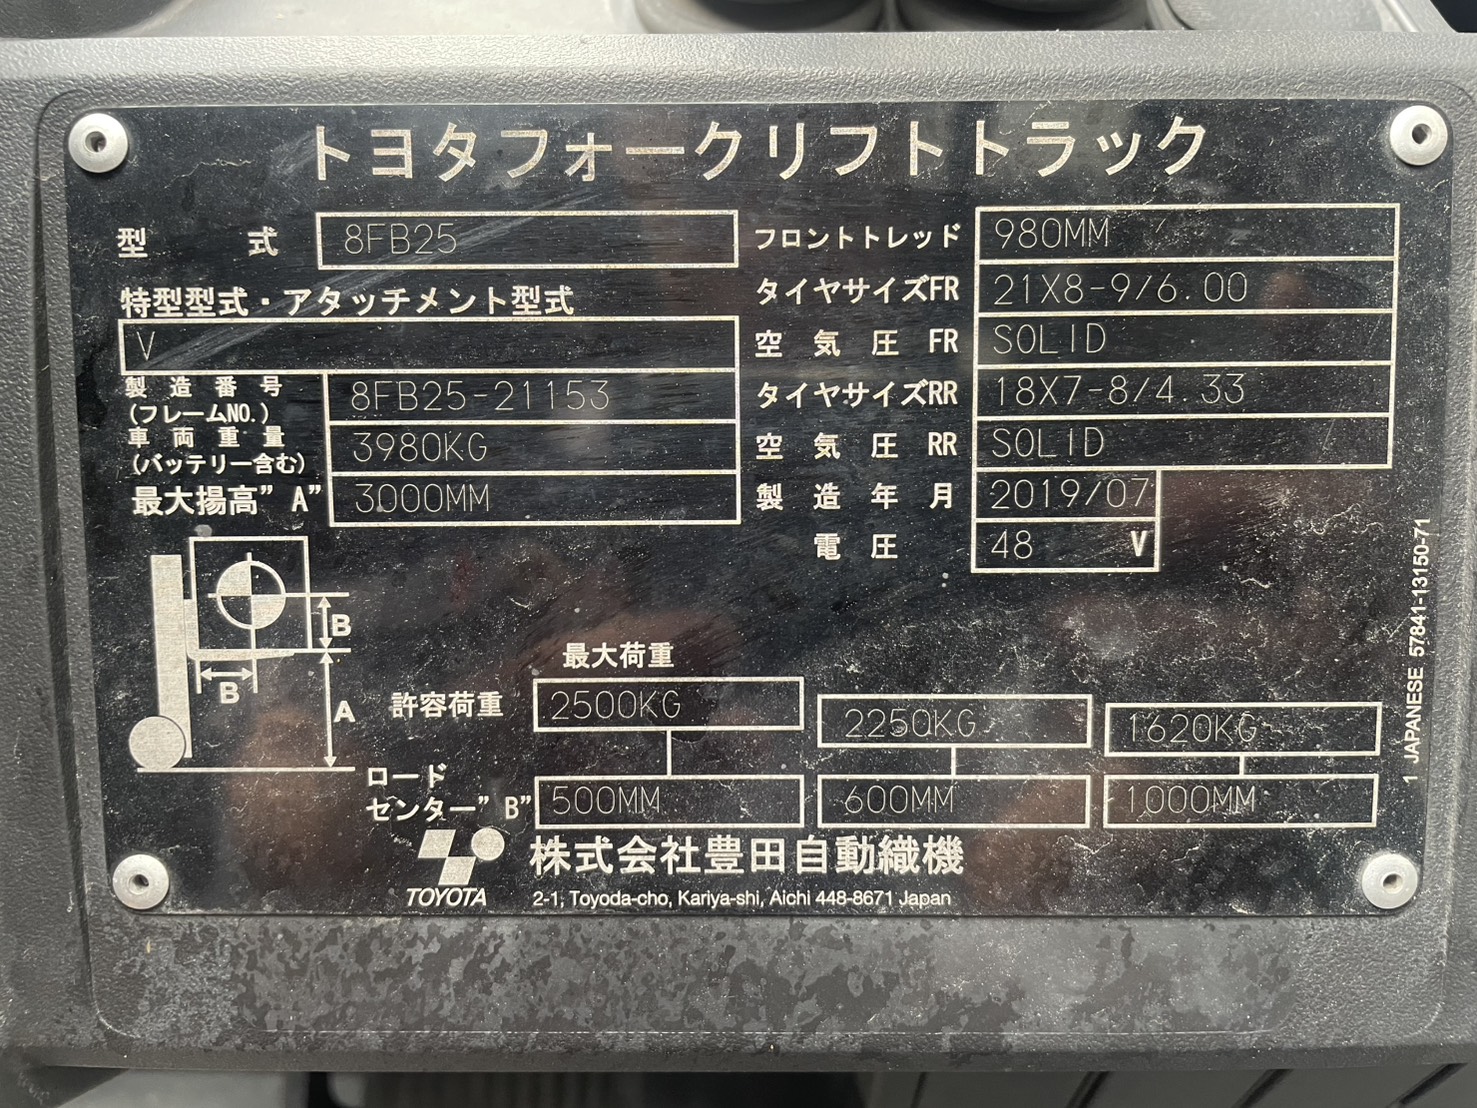 トヨタフォークリフトトラック
型式 8FB25
特型型式・アタッチメント型式
V
製造番号 (フレームNO.) 8FB25-21153
車両重量 (バッテリー含む) 3980KG
最大揚高"A" 3000MM
フロントトレッド 980MM
タイヤサイズFR 21X8-9/6.00
空気圧 FR SOLID
タイヤサイズRR 18X7-8/4.33
空気圧 RR SOLID
製造年月 2019/07
電圧 48 V
B
B
A
最大荷重
許容荷重 2500KG 2250KG 1620KG
ロードセンター"B" 500MM 600MM 1000MM
TOYOTA
株式会社豊田自動織機
2-1, Toyoda-cho, Kariya-shi, Aichi 448-8671 Japan
1 JAPANESE 57841-13150-71